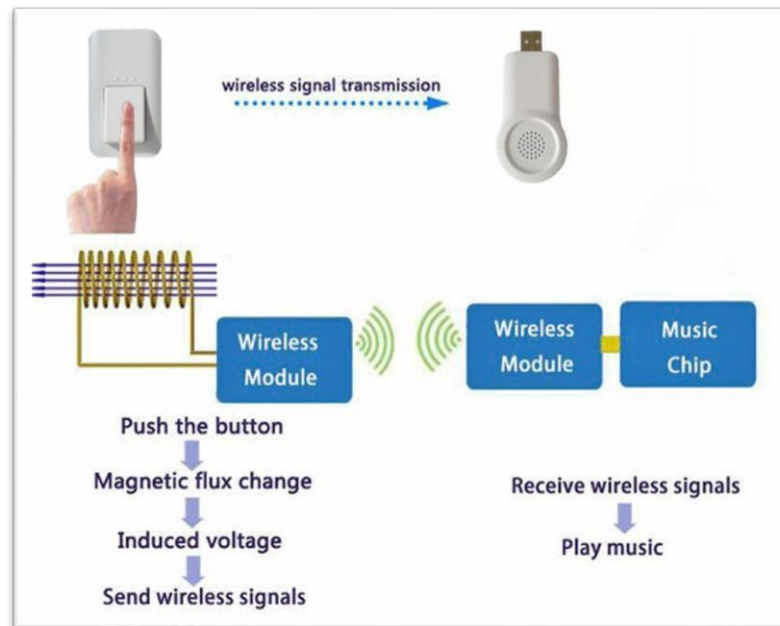 wireless signal transmission
Wireless
Module
Wireless
Module
Music
Chip
Push the button
Magnetic flux change
Induced voltage
Send wireless signals
Receive wireless signals
Play music